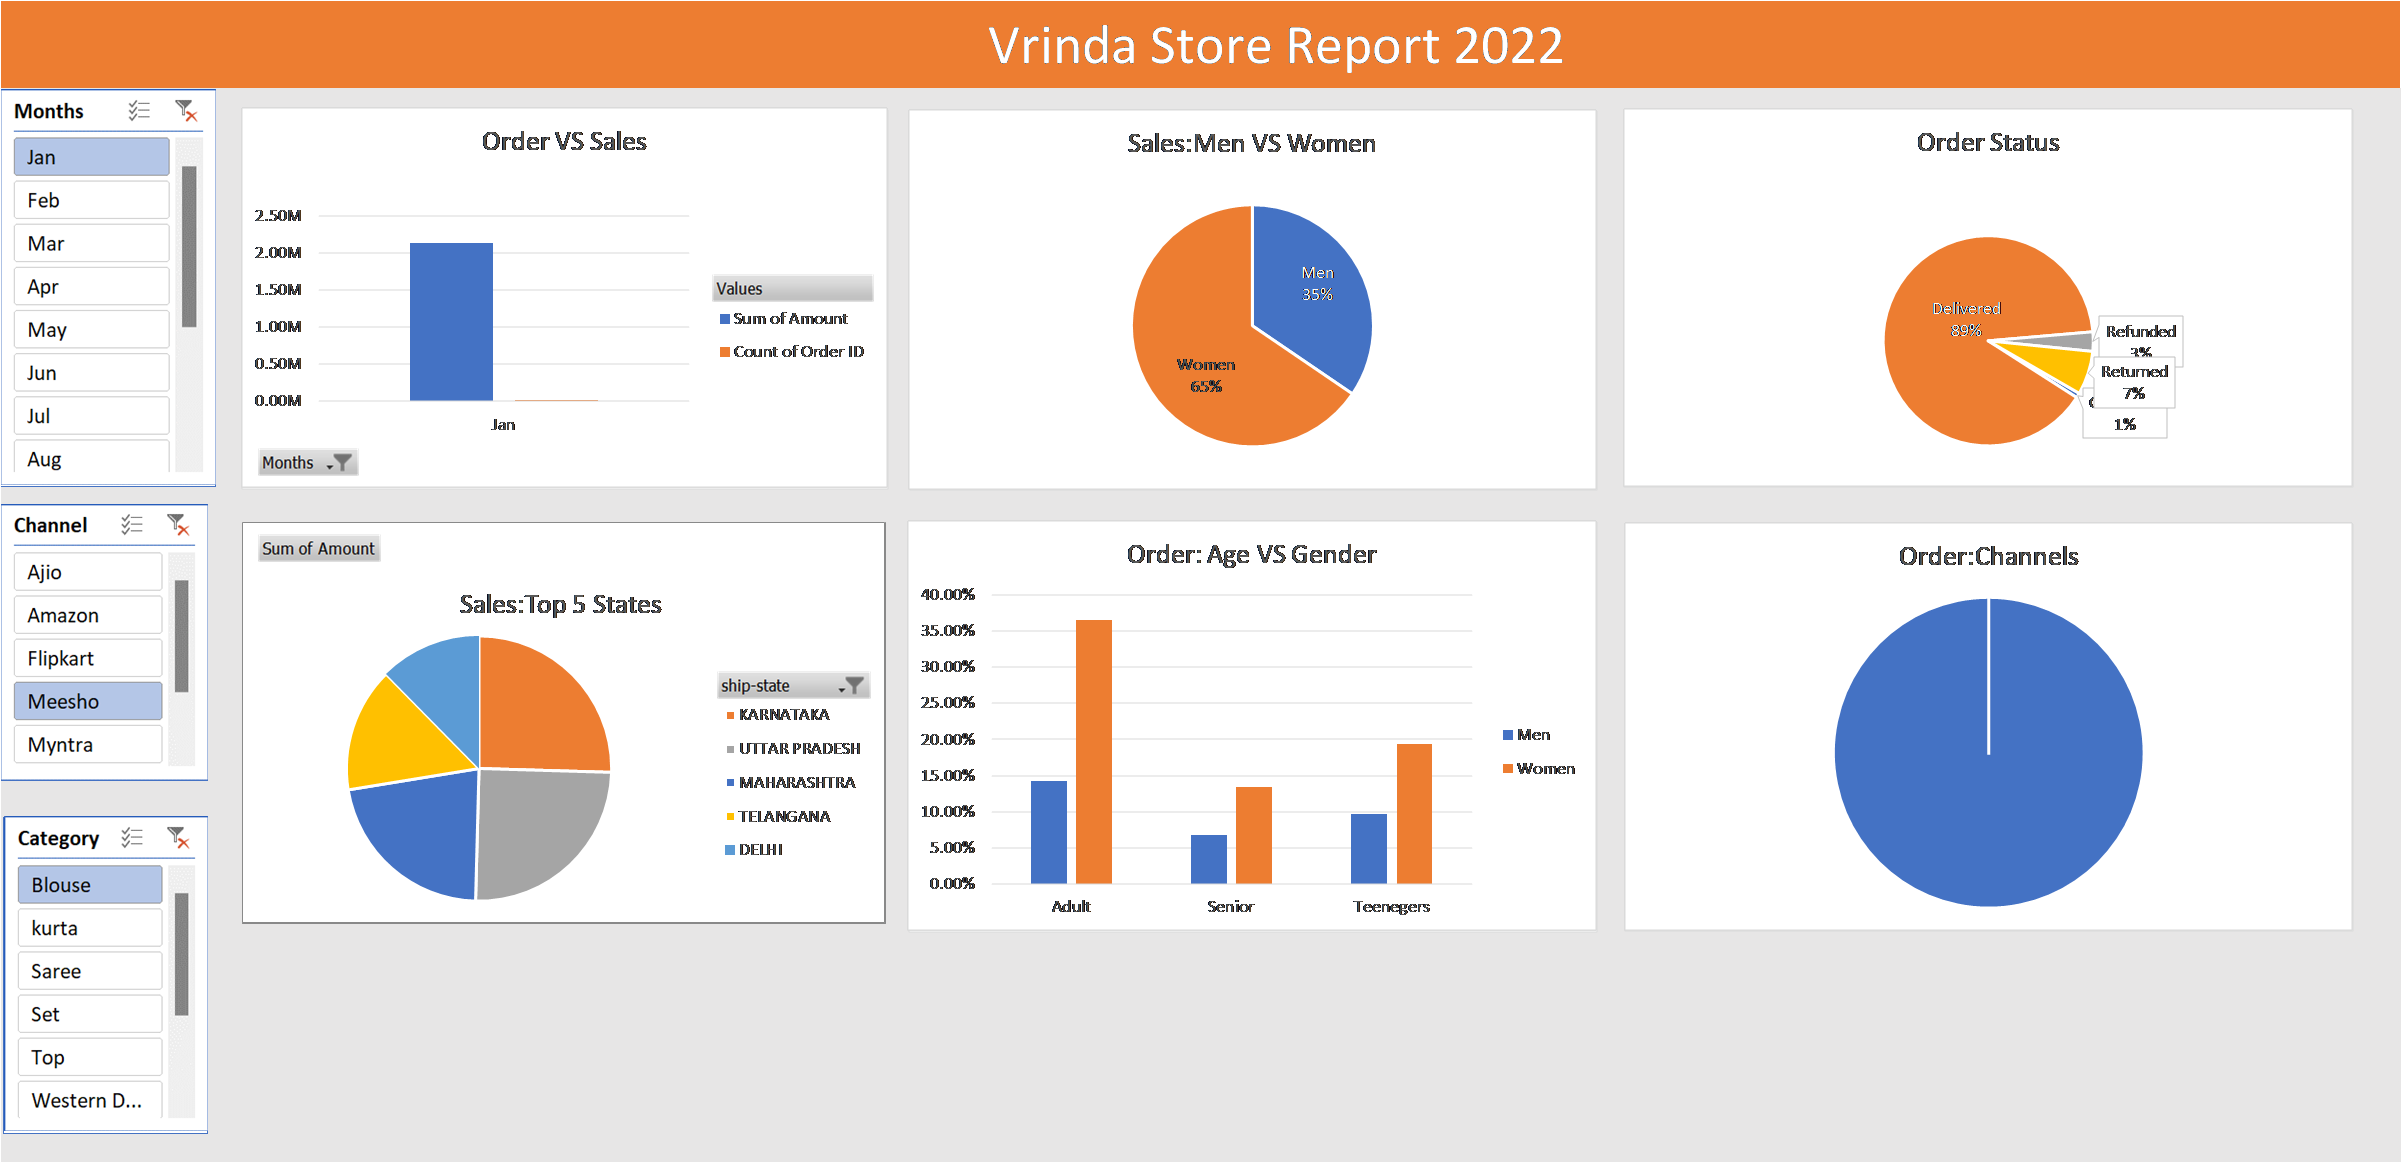 Vrinda Store Report 2022
Months
Jan
Feb
Mar
Apr
May
Jun
Jul
Aug
Channel
Ajio
Amazon
Flipkart
Meesho
Myntra
Category
Blouse
kurta
Saree
Set
Top
Western D...
Order VS Sales
2.50M
2.00M
1.50M
1.00M
0.50M
0.00M
Jan
Values
Sum of Amount
Count of Order ID
Months
Sales:Men VS Women
Men
35%
Women
65%
Order Status
Delivered
89%
Refunded
3%
Returned
7%
1%
Sum of Amount
Sales:Top 5 States
ship-state
KARNATAKA
UTTAR PRADESH
MAHARASHTRA
TELANGANA
DELHI
Order: Age VS Gender
40.00%
35.00%
30.00%
25.00%
20.00%
15.00%
10.00%
5.00%
0.00%
Adult
Senior
Teenegers
Men
Women
Order:Channels